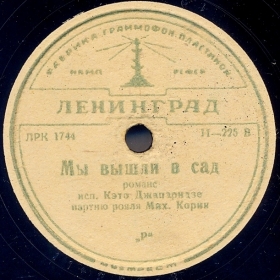 ФАБРИКА ГРАММОФОН. ПЛАСТИНОК
ЛЕНИНГРАД
ЛРК 1744
11—225 В
Мы вышли в сад
романс
исп. Кэто Джапаридзе
партию рояля Мих. Корик
„Р“